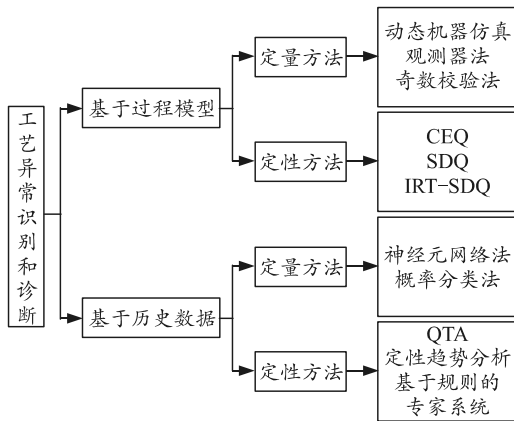 工艺异常识别和诊断
基于过程模型
定量方法
动态机器仿真
观测器法
奇数校验法
定性方法
CEQ
SDQ
IRT-SDQ
基于历史数据
定量方法
神经元网络法
概率分类法
定性方法
QTA
定性趋势分析
基于规则的
专家系统